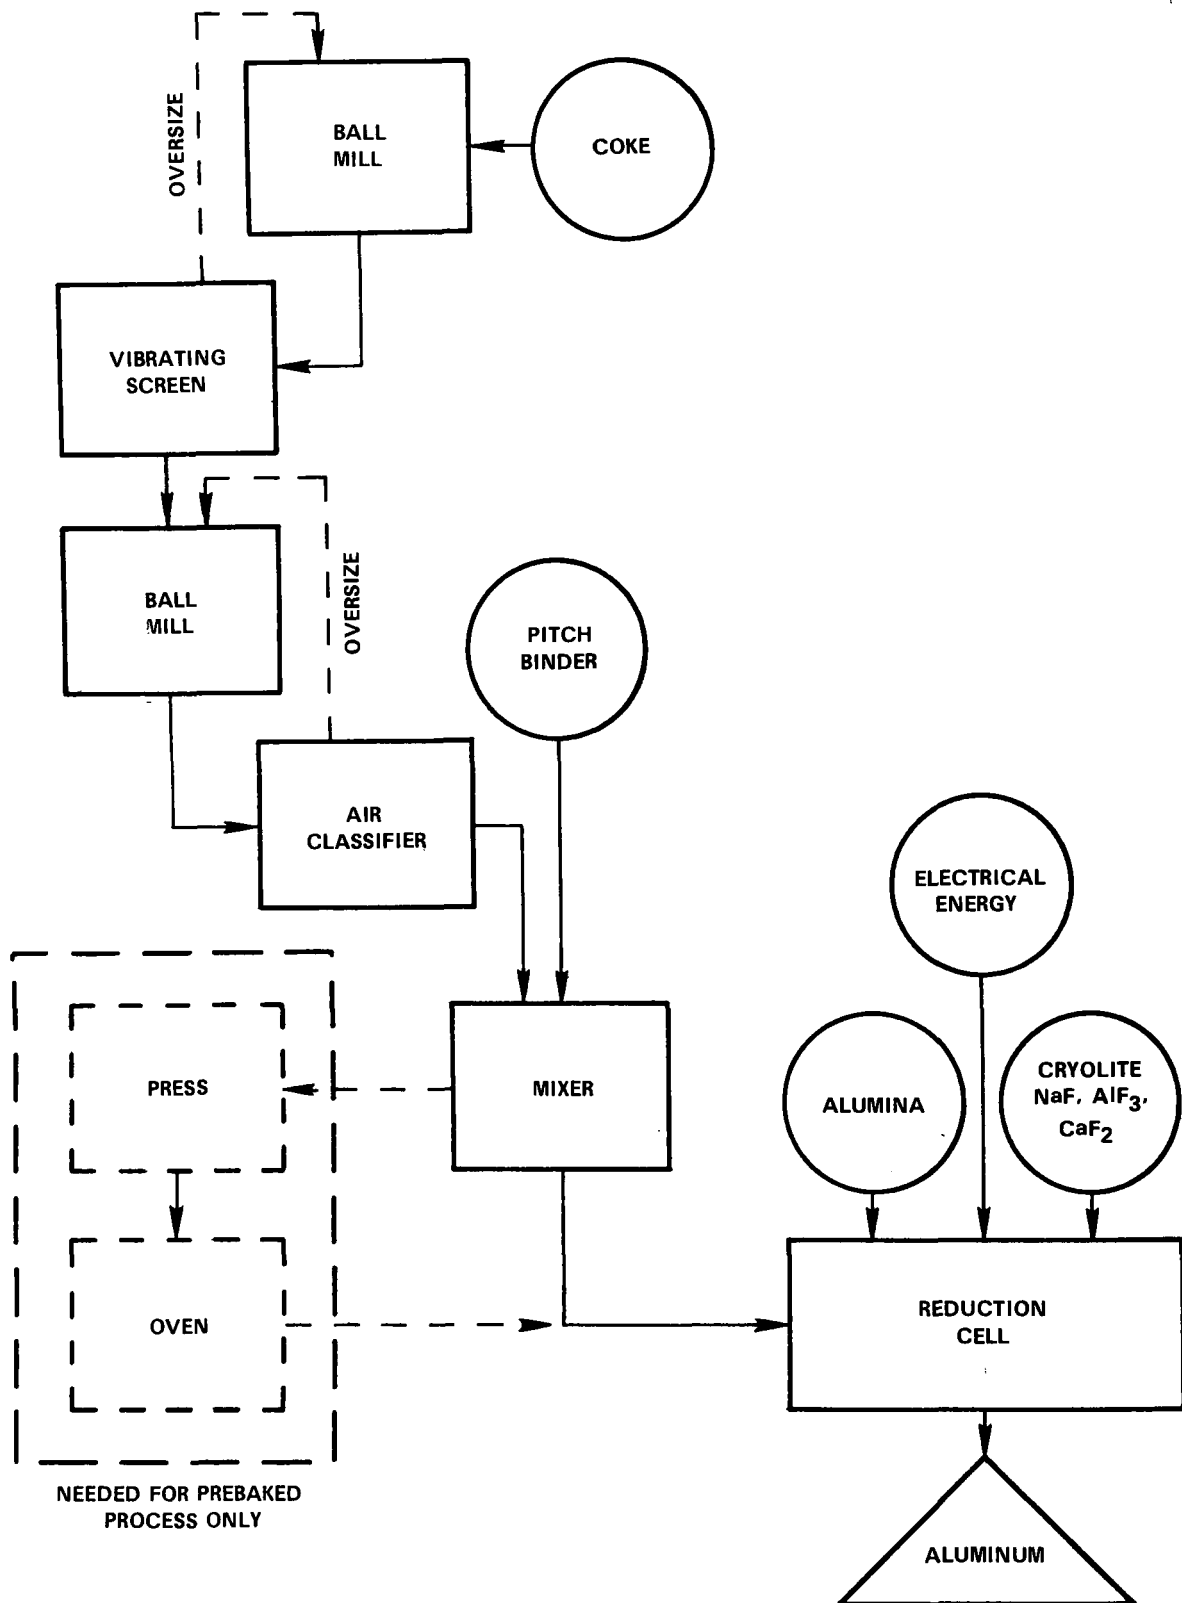 OVERSIZE
BALL
MILL
COKE
VIBRATING
SCREEN
BALL
MILL
OVERSIZE
PITCH
BINDER
AIR
CLASSIFIER
ELECTRICAL
ENERGY
PRESS
MIXER
ALUMINA
CRYOLITE
NaF, AlF3,
CaF2
OVEN
REDUCTION
CELL
NEEDED FOR PREBAKED
PROCESS ONLY
ALUMINUM